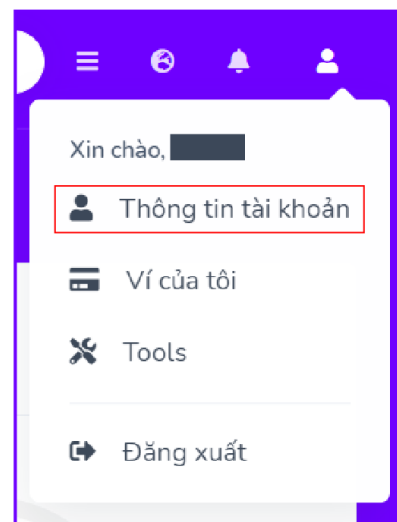 Xin chào,
Thông tin tài khoản
Ví của tôi
Tools
Đăng xuất